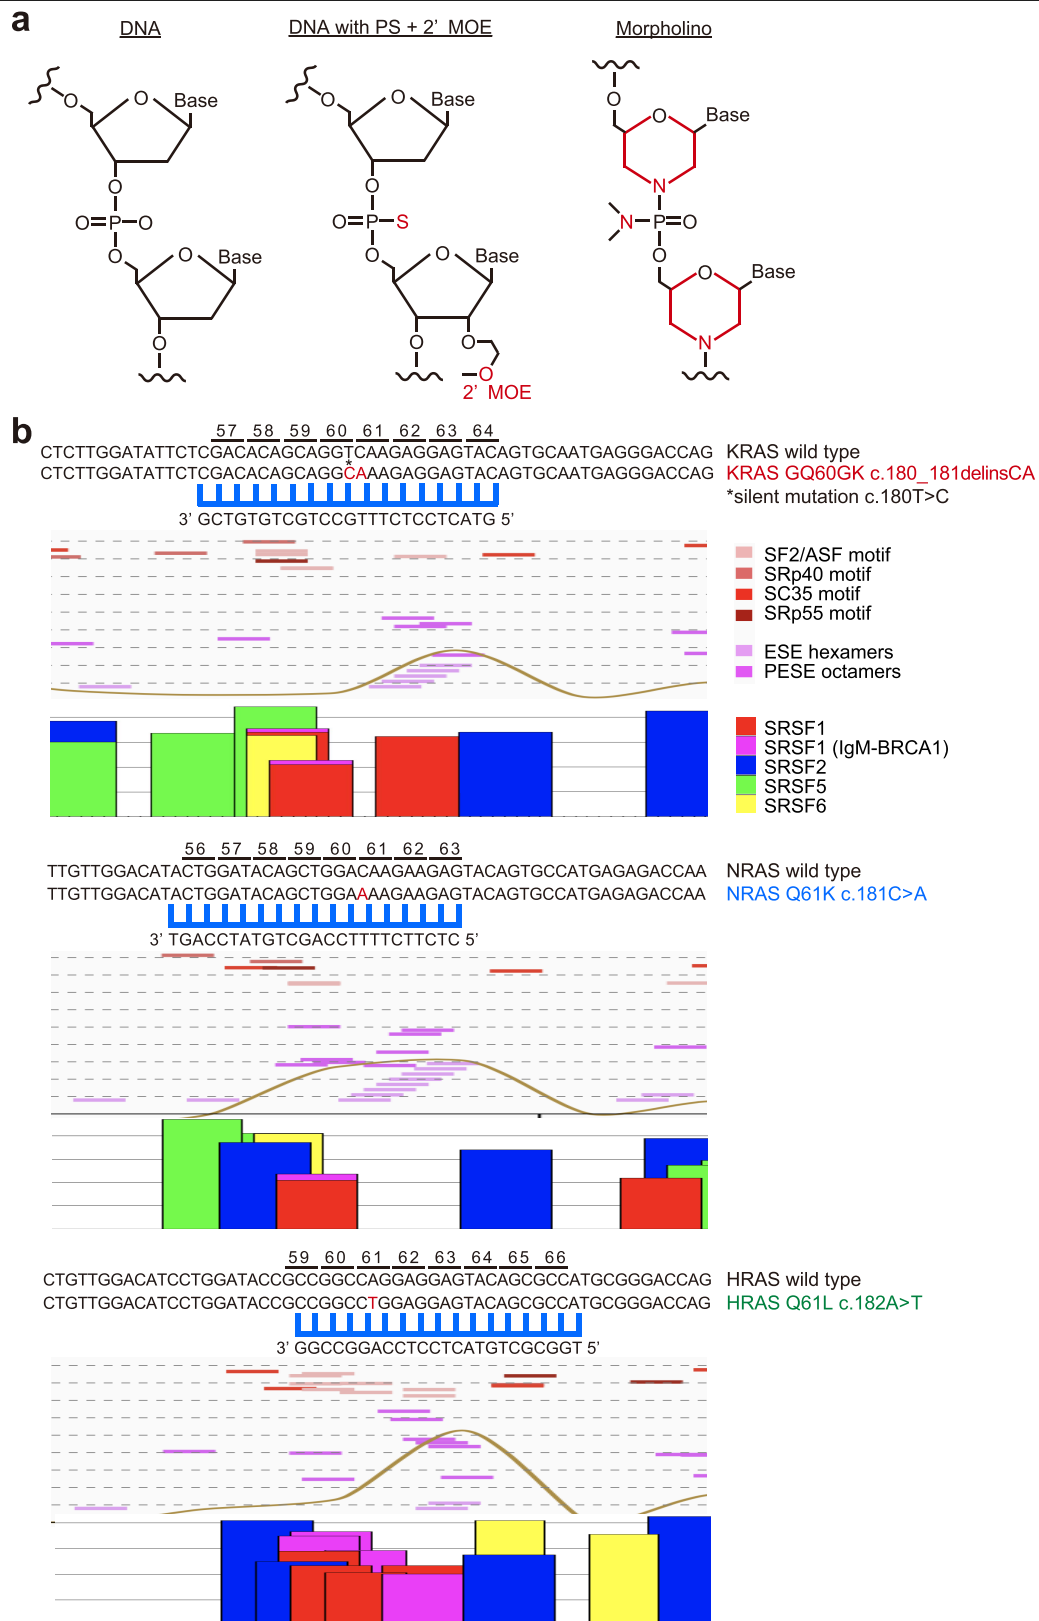 a
DNA
DNA with PS + 2' MOE
Morpholino
O
O
Base
O
O=P-O
O
O
Base
O
O
O
Base
O
O=P-S
O
O
Base
O
O
O
2' MOE
O
O
Base
N
N-P=O
O
O
Base
N
b
57 58 59 60 61 62 63 64
CTCTTGGATATTCTCGACACAGCAGGTCAAGAGGAGTACAGTGCAATGAGGGACCAG KRAS wild type
*
CTCTTGGATATTCTCGACACAGCAGGCAAAGAGGAGTACAGTGCAATGAGGGACCAG KRAS GQ60GK c.180_181delinsCA
*silent mutation c.180T>C
3' GCTGTGTCGTCCGTTTCTCCTCATG 5'
SF2/ASF motif
SRp40 motif
SC35 motif
SRp55 motif
ESE hexamers
PESE octamers
SRSF1
SRSF1 (IgM-BRCA1)
SRSF2
SRSF5
SRSF6
56 57 58 59 60 61 62 63
TTGTTGGACATACTGGATACAGCTGGACAAGAAGAGTACAGTGCCATGAGAGACCAA NRAS wild type
TTGTTGGACATACTGGATACAGCTGGAAAAGAAGAGTACAGTGCCATGAGAGACCAA NRAS Q61K c.181C>A
3' TGACCTATGTCGACCTTTTCTTCTC 5'
59 60 61 62 63 64 65 66
CTGTTGGACATCCTGGATACCGCCGGCCAGGAGGAGTACAGCGCCATGCGGGACCAG HRAS wild type
CTGTTGGACATCCTGGATACCGCCGGCCTGGAGGAGTACAGCGCCATGCGGGACCAG HRAS Q61L c.182A>T
3' GGCCGGACCTCCTCATGTCGCGGT 5'